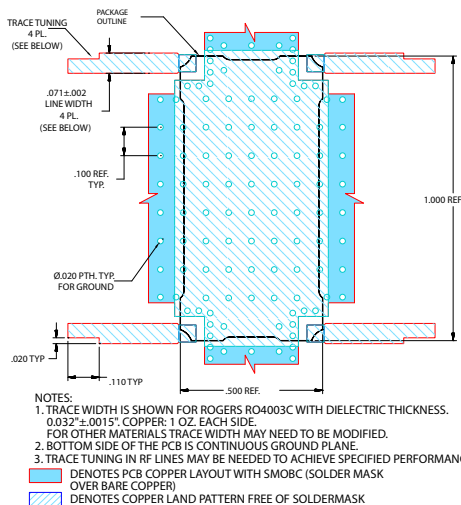 TRACE TUNING
4 PL.
(SEE BELOW)
PACKAGE
OUTLINE
.071±.002
LINE WIDTH
4 PL.
(SEE BELOW)
.100 REF.
TYP.
1.000 REF
Ø.020 PTH. TYP.
FOR GROUND
.020 TYP
.110 TYP
.500 REF.
NOTES:
1. TRACE WIDTH IS SHOWN FOR ROGERS RO4003C WITH DIELECTRIC THICKNESS.
0.032"±.0015". COPPER: 1 OZ. EACH SIDE.
FOR OTHER MATERIALS TRACE WIDTH MAY NEED TO BE MODIFIED.
2. BOTTOM SIDE OF THE PCB IS CONTINUOUS GROUND PLANE.
3. TRACE TUNING IN RF LINES MAY BE NEEDED TO ACHIEVE SPECIFIED PERFORMAN
DENOTES PCB COPPER LAYOUT WITH SMOBC (SOLDER MASK
OVER BARE COPPER)
DENOTES COPPER LAND PATTERN FREE OF SOLDERMASK